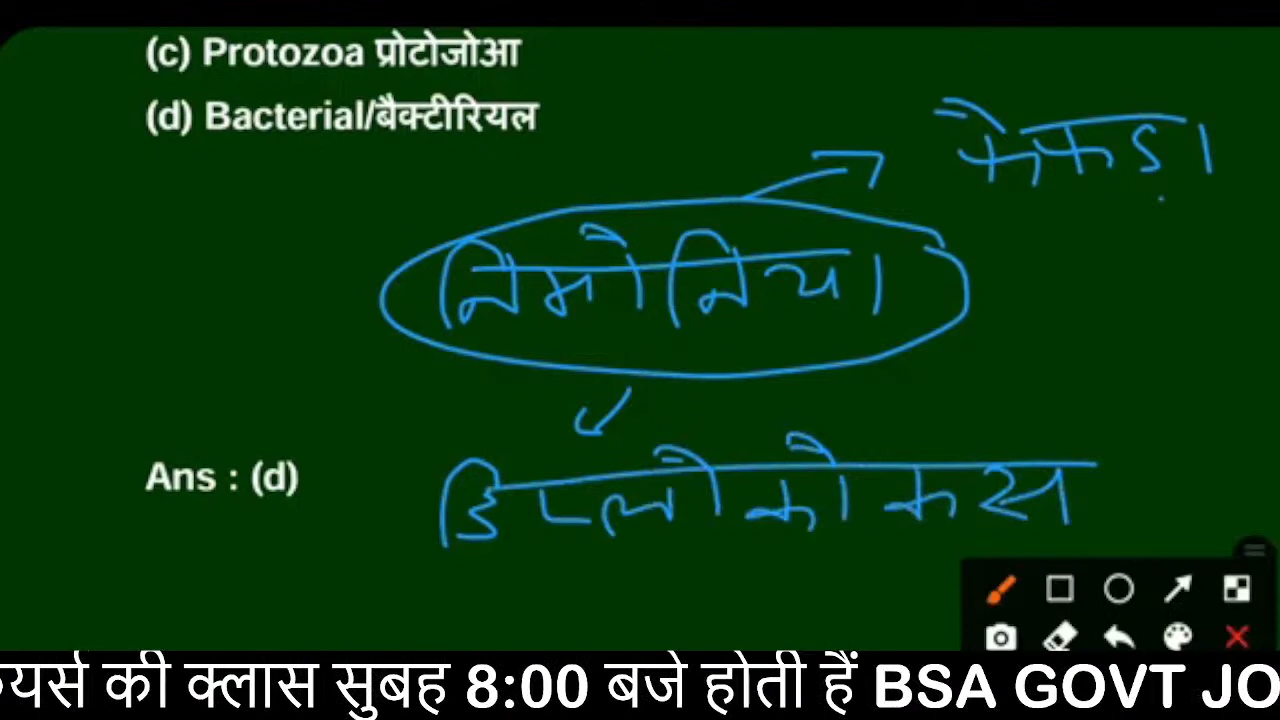 (c) Protozoa प्रोटोजोआ
(d) Bacterial/बैक्टीरियल
फेफड़ा
निमोनिया
Ans : (d)
डिप्लोकोकस
यर्स की क्लास सुबह 8:00 बजे होती हैं BSA GOVT JO